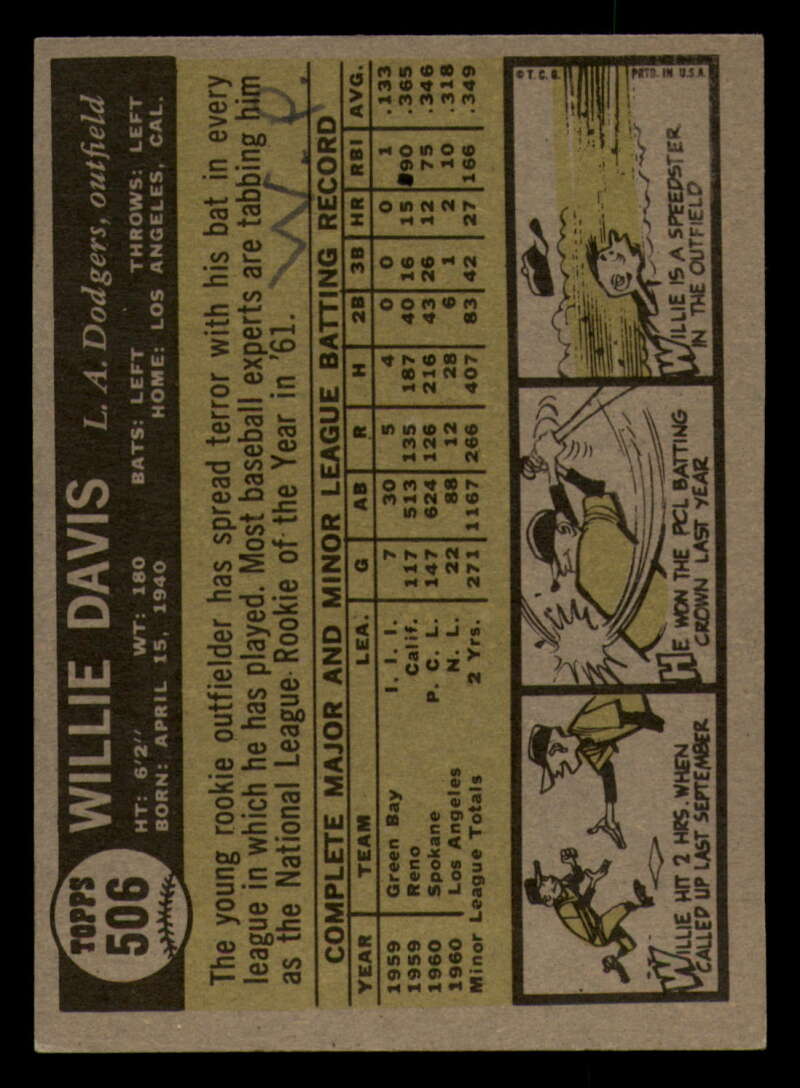 TOPPS
506
WILLIE DAVIS L. A. Dodgers, outfield
HT: 6'2" WT: 180 BATS: LEFT THROWS: LEFT
BORN: APRIL 15, 1940 HOME: LOS ANGELES, CAL.
The young rookie outfielder has spread terror with his bat in every
league in which he has played. Most baseball experts are tabbing him
as the National League Rookie of the Year in '61.
W. P.
COMPLETE MAJOR AND MINOR LEAGUE BATTING RECORD
YEAR TEAM LEA. G AB R H 2B 3B HR RBI AVG.
1959 Green Bay I. I. I. 7 30 5 4 0 0 0 1 .133
1959 Reno Calif. 117 513 135 187 40 16 15 90 .365
1960 Spokane P. C. L. 147 624 126 216 43 26 12 75 .346
1960 Los Angeles N. L. 22 88 12 28 6 1 2 10 .318
Minor League Totals 2 Yrs. 271 1167 266 407 83 42 27 166 .349
WILLIE HIT 2 HRS. WHEN
CALLED UP LAST SEPTEMBER
HE WON THE PCL BATTING
CROWN LAST YEAR
© T. C. G. PRTD. IN U.S.A.
WILLIE IS A SPEEDSTER
IN THE OUTFIELD